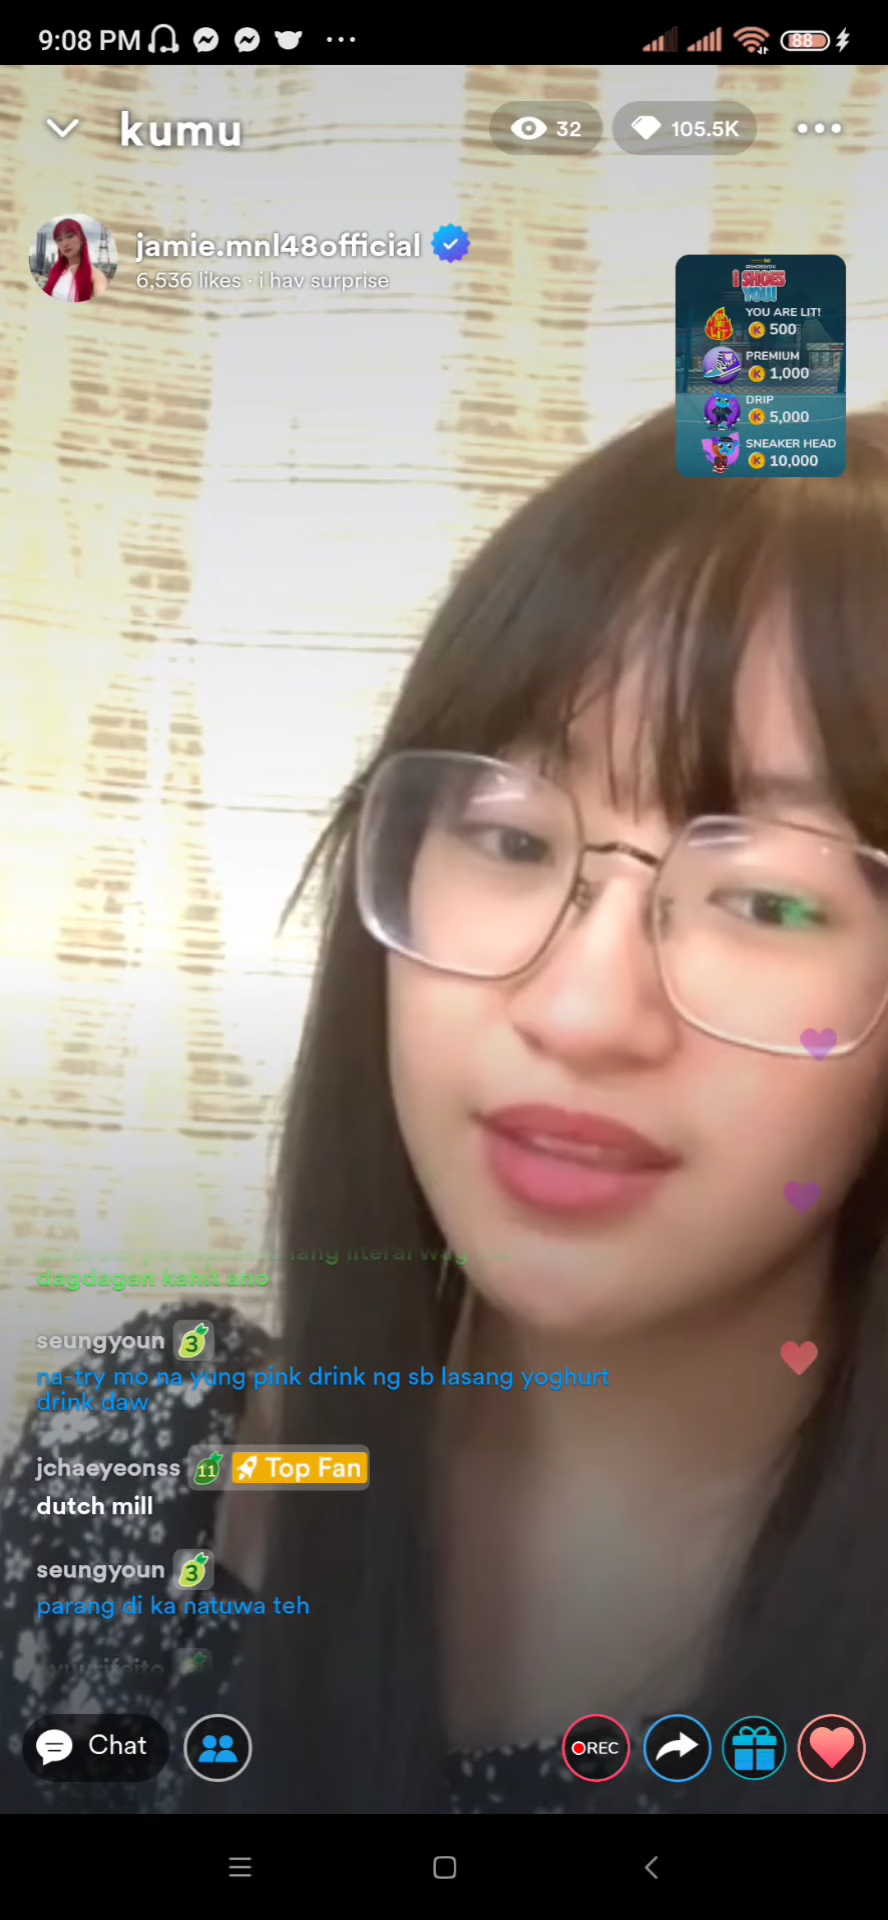 9:08 PM
88
kumu
32
105.5K
jamie.mnl48official
6,536 likes · i hav surprise
I SHOES
YOU!
YOU ARE LIT!
500
PREMIUM
1,000
DRIP
5,000
SNEAKER HEAD
10,000
lang literal wag
dagdagan kahit ano
seungyoun 3
na-try mo na yung pink drink ng sb lasang yoghurt
drink daw
jchaeyeonss 11 Top Fan
dutch mill
seungyoun 3
parang di ka natuwa teh
Chat
REC